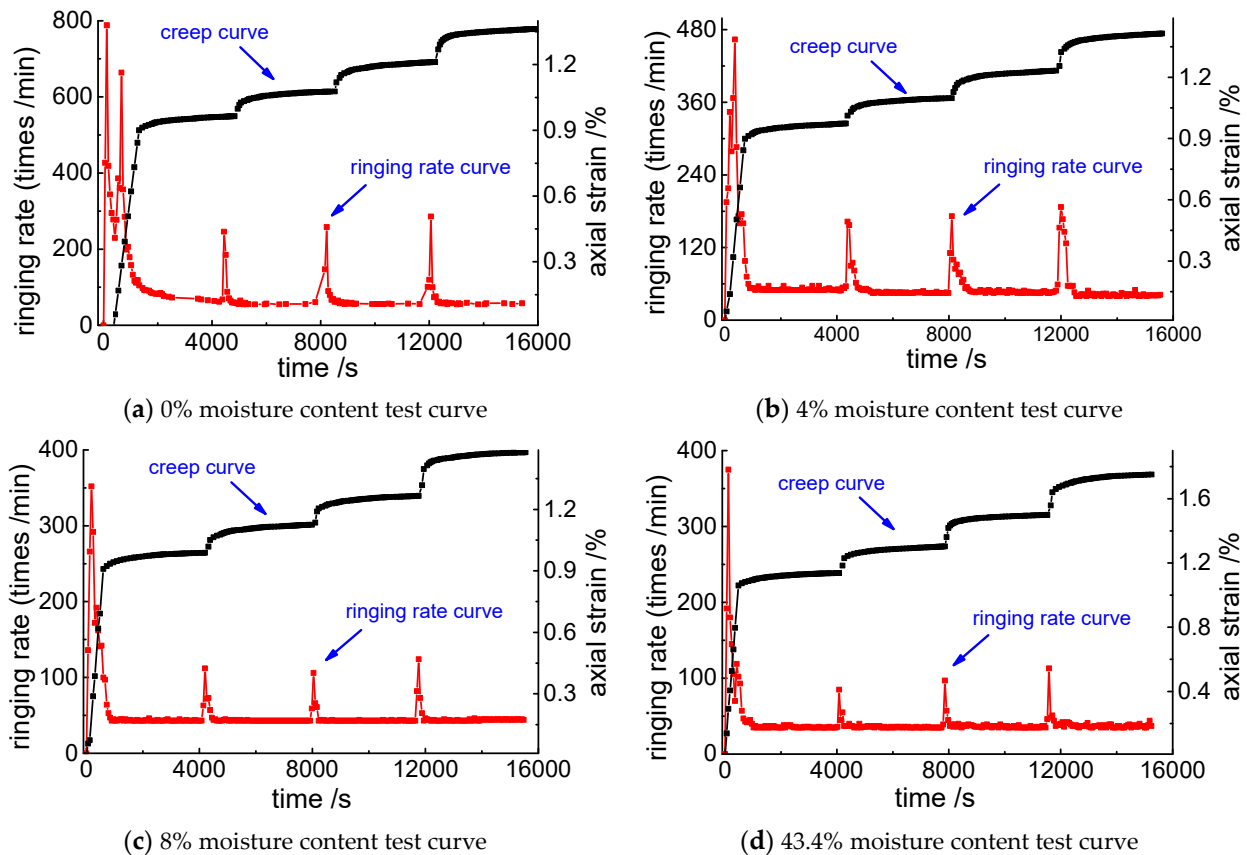 800
600
400
200
0
ringing rate (times /min)
creep curve
ringing rate curve
1.2
0.9
0.6
0.3
axial strain /%
0 4000 8000 12000 16000
time /s
(a) 0% moisture content test curve
480
360
240
120
0
ringing rate (times /min)
creep curve
ringing rate curve
1.2
0.9
0.6
0.3
axial strain /%
0 4000 8000 12000 16000
time /s
(b) 4% moisture content test curve
400
300
200
100
0
ringing rate (times /min)
creep curve
ringing rate curve
1.2
0.9
0.6
0.3
axial strain /%
0 4000 8000 12000 16000
time /s
(c) 8% moisture content test curve
400
300
200
100
0
ringing rate (times /min)
creep curve
ringing rate curve
1.6
1.2
0.8
0.4
axial strain /%
0 4000 8000 12000 16000
time /s
(d) 43.4% moisture content test curve